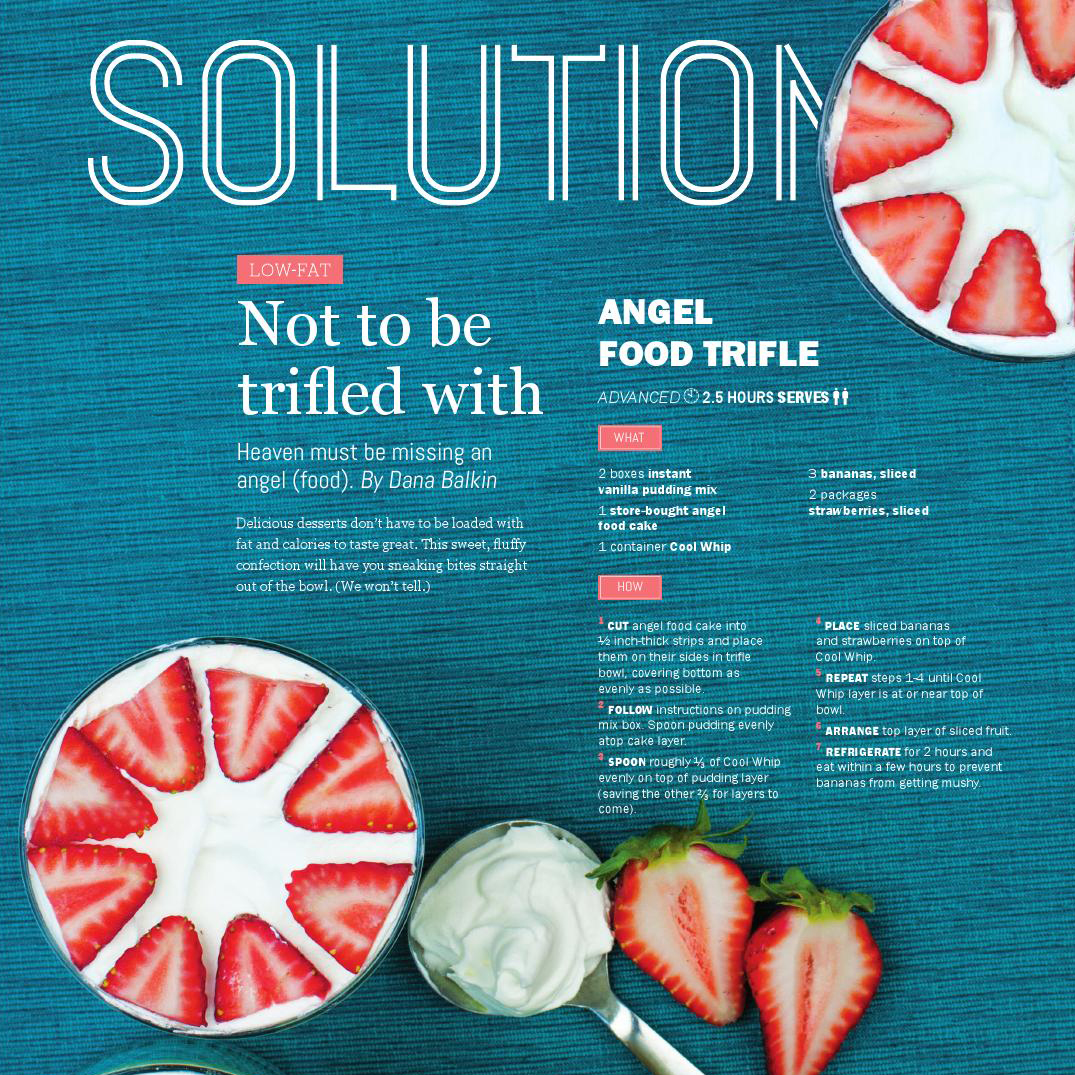 SOLUTION
LOW-FAT
Not to be
trifled with
Heaven must be missing an
angel (food). By Dana Balkin
Delicious desserts don't have to be loaded with
fat and calories to taste great. This sweet, fluffy
confection will have you sneaking bites straight
out of the bowl. (We won't tell.)
ANGEL
FOOD TRIFLE
ADVANCED 2.5 HOURS SERVES
WHAT
2 boxes instant
vanilla pudding mix
1 store-bought angel
food cake
1 container Cool Whip
3 bananas, sliced
2 packages
strawberries, sliced
HOW
1 CUT angel food cake into
½ inch-thick strips and place
them on their sides in trifle
bowl, covering bottom as
evenly as possible.
2 FOLLOW instructions on pudding
mix box. Spoon pudding evenly
atop cake layer.
3 SPOON roughly ⅓ of Cool Whip
evenly on top of pudding layer
(saving the other ⅔ for layers to
come).
4 PLACE sliced bananas
and strawberries on top of
Cool Whip.
5 REPEAT steps 1-4 until Cool
Whip layer is at or near top of
bowl.
6 ARRANGE top layer of sliced fruit.
7 REFRIGERATE for 2 hours and
eat within a few hours to prevent
bananas from getting mushy.